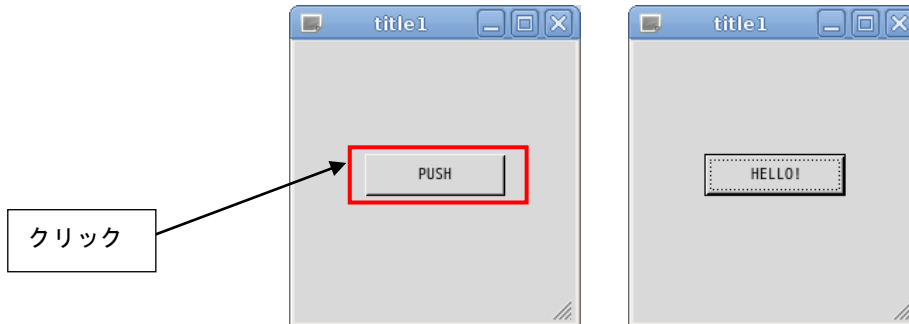 title1
title1
PUSH
HELLO!
クリック